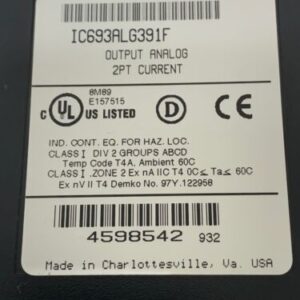 IC693ALG391F
OUTPUT ANALOG
2PT CURRENT
8M89
E157515
C UL US LISTED D
IND. CONT. EQ. FOR HAZ. LOC.
CLASS I DIV 2 GROUPS ABCD
Temp Code T4A, Ambient 60C
CLASS I .ZONE 2 Ex nA IIC T4 0C≤ Ta≤ 60C
Ex nV II T4 Demko No. 97Y.122958
4598542 932
Made in Charlottesville, Va. USA